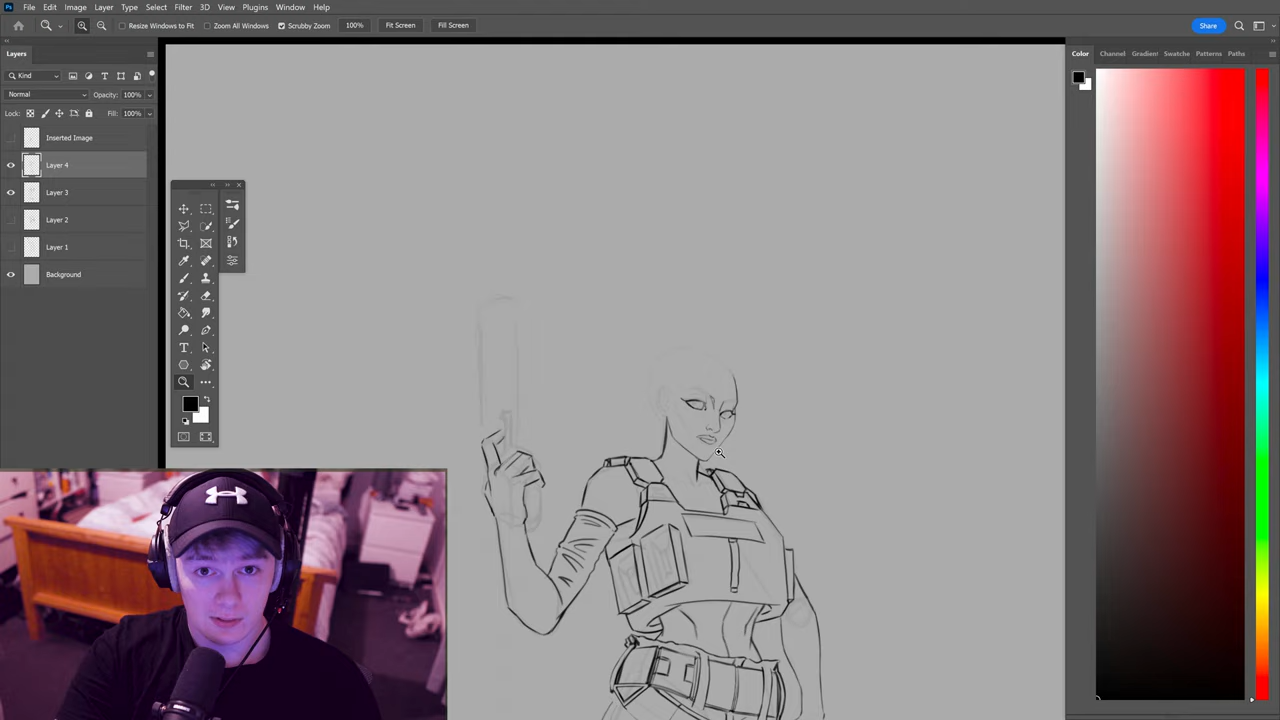 Ps File Edit Image Layer Type Select Filter 3D View Plugins Window Help
Resize Windows to Fit Zoom All Windows Scrubby Zoom 100% Fit Screen Fill Screen Share
Layers
Color Channel Gradient Swatche Patterns Paths
Kind
Normal Opacity: 100%
Lock: Fill: 100%
Inserted Image
Layer 4
Layer 3
Layer 2
Layer 1
Background